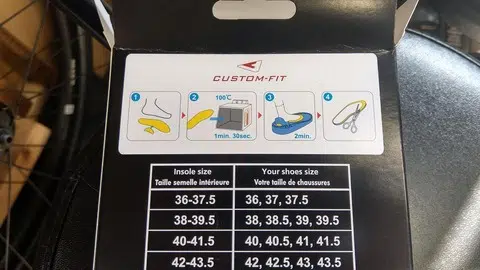 CUSTOM-FIT
1 2 100°C 3 4
1min. 30sec. 2min.
Insole size Your shoes size
Taille semelle intérieure Votre taille de chaussures
36-37.5 36, 37, 37.5
38-39.5 38, 38.5, 39, 39.5
40-41.5 40, 40.5, 41, 41.5
42-43.5 42, 42.5, 43, 43.5